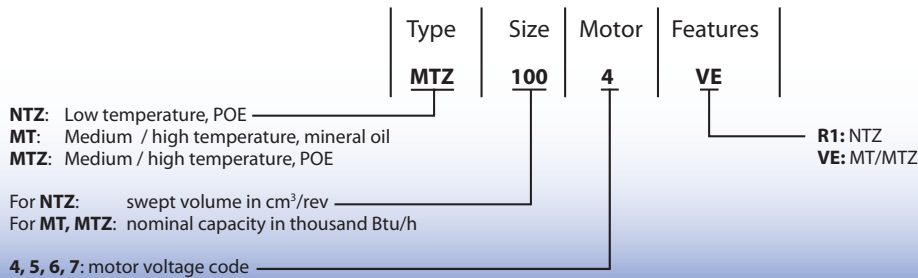 Type Size Motor Features
MTZ 100 4 VE
NTZ: Low temperature, POE
MT: Medium / high temperature, mineral oil
MTZ: Medium / high temperature, POE
R1: NTZ
VE: MT/MTZ
For NTZ: swept volume in cm³/rev
For MT, MTZ: nominal capacity in thousand Btu/h
4, 5, 6, 7: motor voltage code